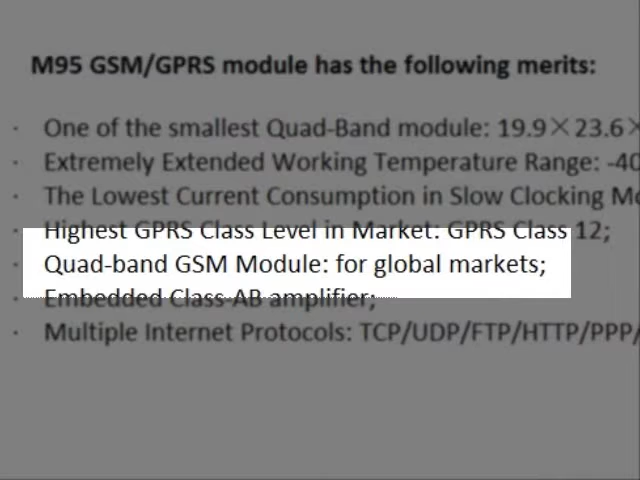 M95 GSM/GPRS module has the following merits:
· One of the smallest Quad-Band module: 19.9×23.6×
· Extremely Extended Working Temperature Range: -40
· The Lowest Current Consumption in Slow Clocking Mo
· Highest GPRS Class Level in Market: GPRS Class 12;
· Quad-band GSM Module: for global markets;
· Embedded Class-AB amplifier;
· Multiple Internet Protocols: TCP/UDP/FTP/HTTP/PPP/